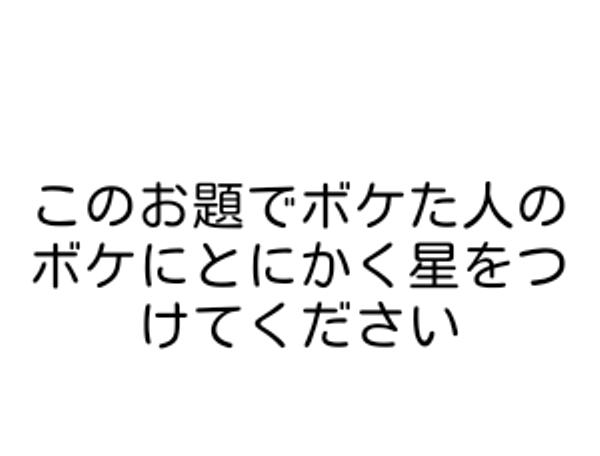 このお題でボケた人の
ボケにとにかく星をつ
けてください